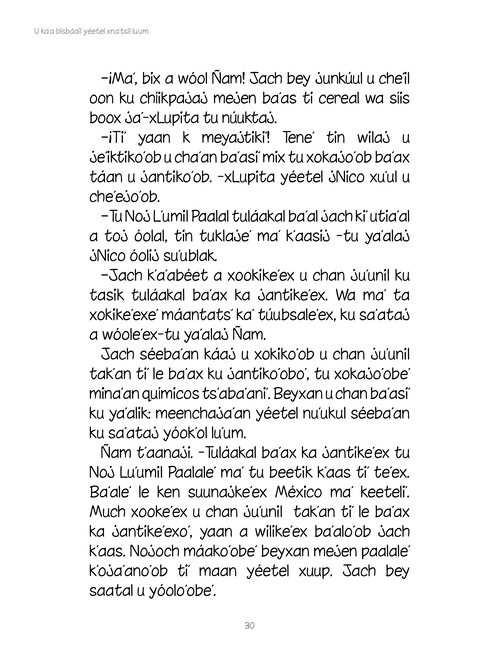 U ka'a bisbáail yéetel xna'tsil lu'um
–¡Ma', bix a wóol Ñam! Jach bey junkúul u che'il
oon ku chíikpajaj mejen ba'as ti cereal wa siis
boox ja'-xLupita tu núuktaj.
–¡Ti' yaan k meyajtiki'! Tene' tin wilaj u
je'iktiko'ob u cha'an ba'asi' mix tu xokajo'ob ba'ax
táan u jantiko'ob. -xLupita yéetel jNico xu'ul u
che'ejo'ob.
–Tu Noj L'umil Paalal tuláakal ba'al jach ki' utia'al
a toj óolal, tin tuklaje' ma' k'aasij -tu ya'alaj
jNico óolij su'ublak.
–Jach k'a'abéet a xookike'ex u chan ju'unil ku
tasik tuláakal ba'ax ka jantike'ex. Wa ma' ta
xokike'exe' máantats' ka' túubsale'ex, ku sa'ataj
a wóole'ex-tu ya'alaj Ñam.
Jach séeba'an káaj u xokiko'ob u chan ju'unil
tak'an ti' le ba'ax ku jantiko'obo', tu xokajo'obe'
mina'an químicos ts'aba'ani'. Beyxan u chan ba'asi'
ku ya'alik: meenchaja'an yéetel nu'ukul séeba'an
ku sa'ataj yóok'ol lu'um.
Ñam t'aanaji. -Tuláakal ba'ax ka jantike'ex tu
Noj Lu'umil Paalale' ma' tu beetik k'aas ti' te'ex.
Ba'ale' le ken suunajke'ex México ma' keeteli'.
Much xooke'ex u chan ju'unil tak'an ti' le ba'ax
ka jantike'exo', yaan a wilike'ex ba'alo'ob jach
k'aas. Nojoch máako'obe' beyxan mejen paalale'
k'oja'ano'ob ti' maan yéetel xuup. Jach bey
saatal u yóolo'obe'.
30